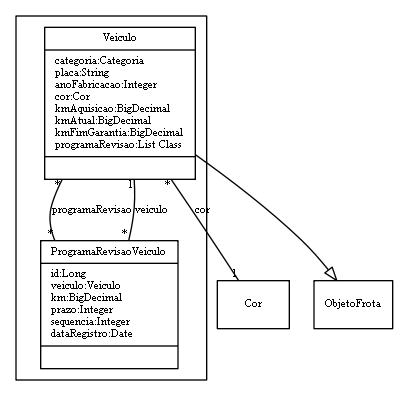 Veiculo
categoria:Categoria
placa:String
anoFabricacao:Integer
cor:Cor
kmAquisicao:BigDecimal
kmAtual:BigDecimal
kmFimGarantia:BigDecimal
programaRevisao:List Class
* 1 *
programaRevisao veiculo cor
* * 1
ProgramaRevisaoVeiculo
id:Long
veiculo:Veiculo
km:BigDecimal
prazo:Integer
sequencia:Integer
dataRegistro:Date
Cor
ObjetoFrota